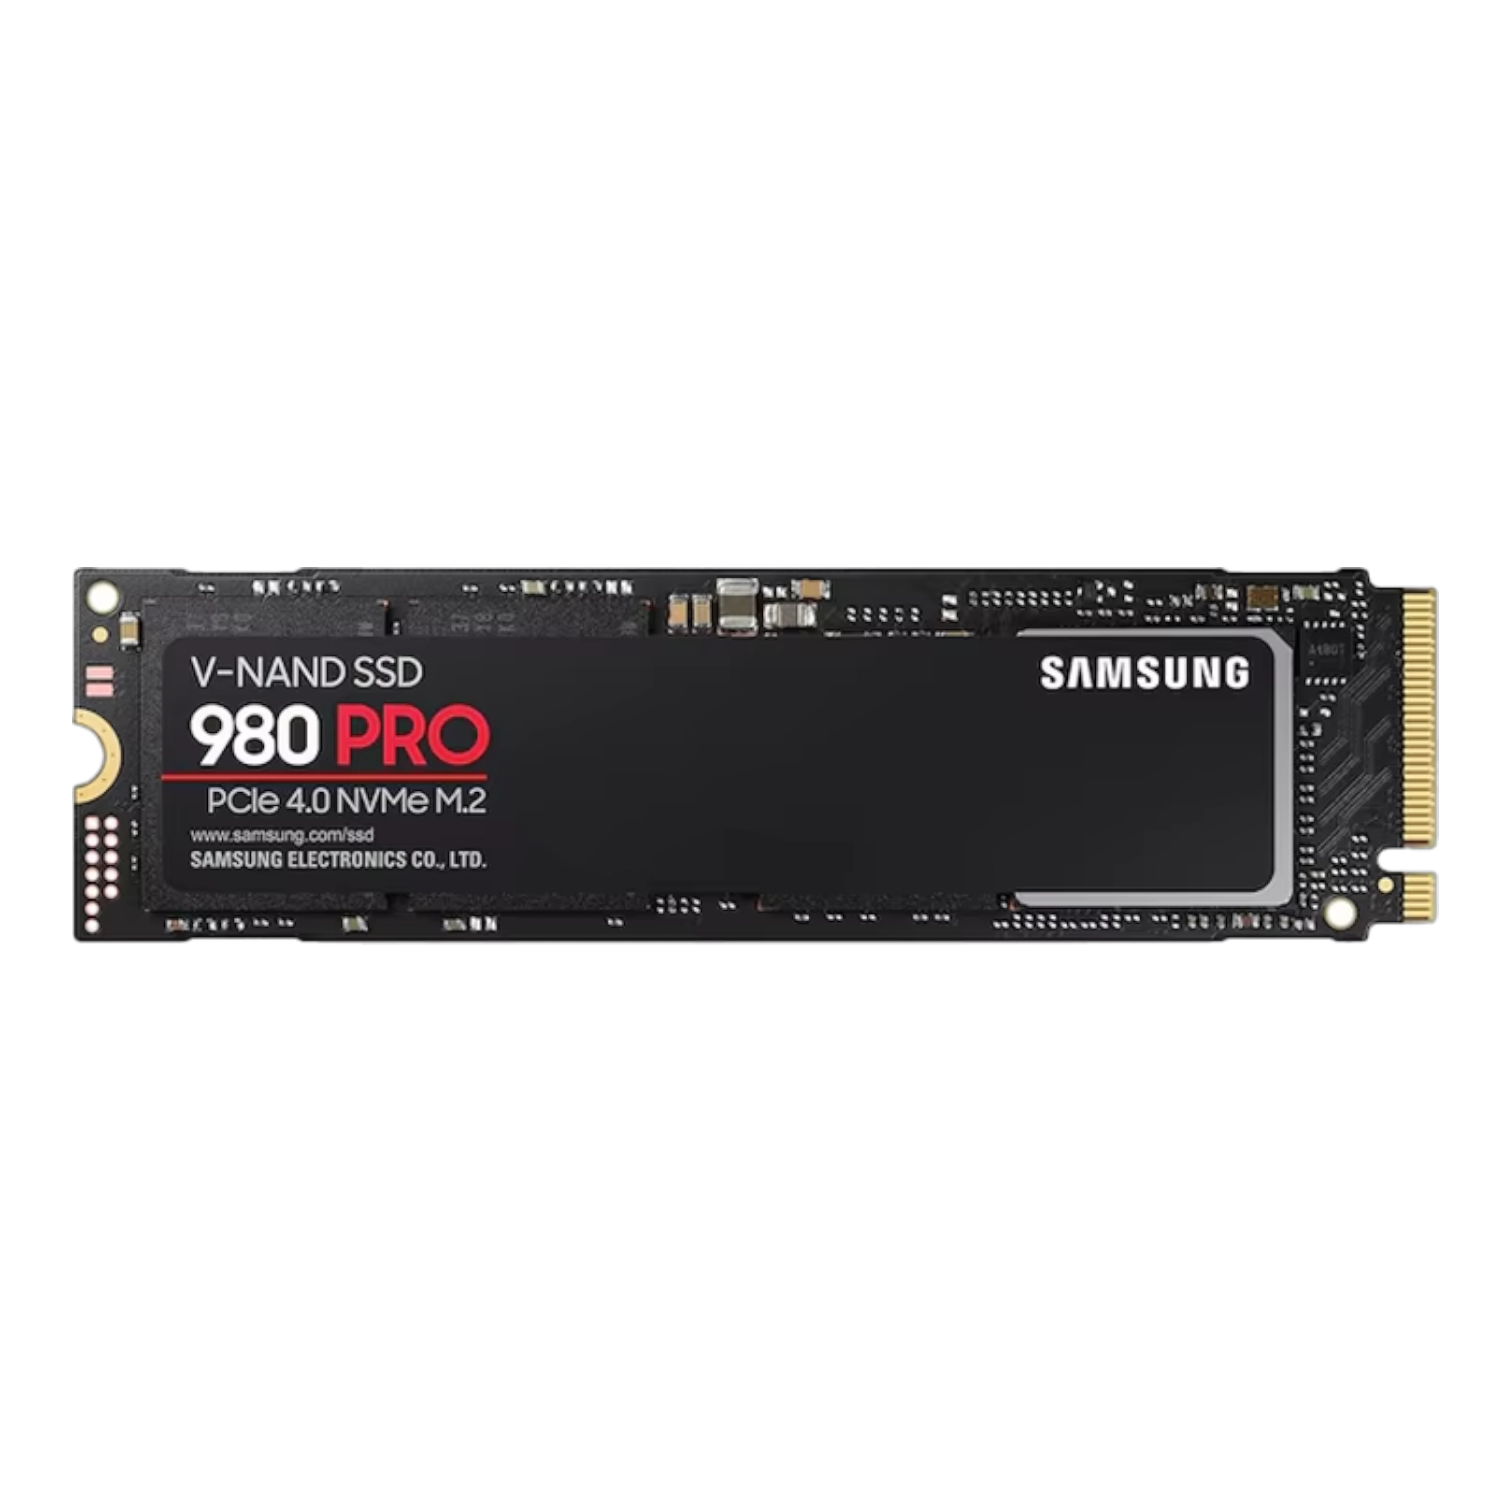 V-NAND SSD
980 PRO
PCIe 4.0 NVMe M.2
www.samsung.com/ssd
SAMSUNG ELECTRONICS CO., LTD.
SAMSUNG